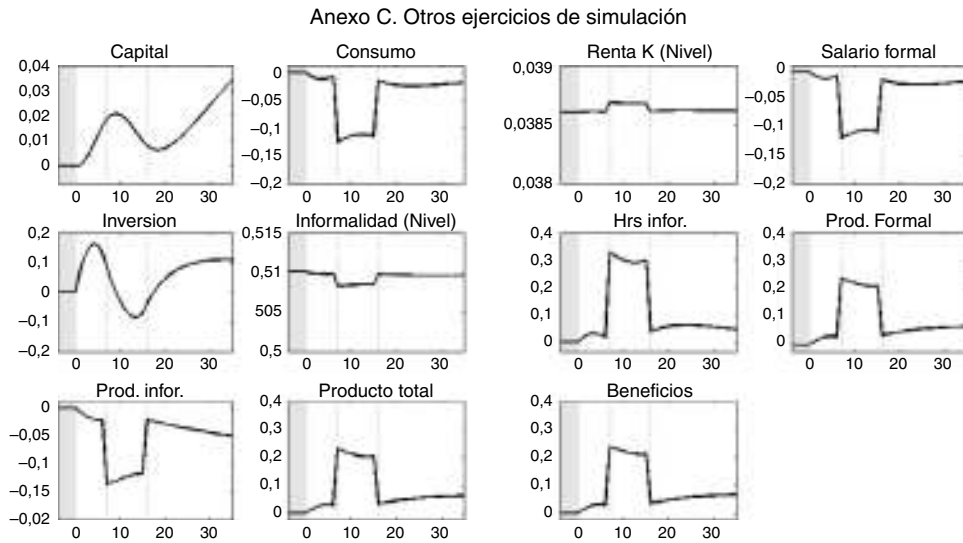 Anexo C. Otros ejercicios de simulación
Capital
0,04
0,03
0,02
0,01
0
0 10 20 30
Consumo
0
–0,05
–0,1
–0,15
–0,2
0 10 20 30
Renta K (Nivel)
0,039
0,0385
0,038
0 10 20 30
Salario formal
0
–0,05
–0,1
–0,15
–0,2
0 10 20 30
Inversion
0,2
0,1
0
–0,1
–0,2
0 10 20 30
Informalidad (Nivel)
0,515
0,51
505
0,5
0 10 20 30
Hrs infor.
0,4
0,3
0,2
0,1
0
0 10 20 30
Prod. Formal
0,4
0,3
0,2
0,1
0
0 10 20 30
Prod. infor.
0
–0,05
–0,1
–0,15
–0,02
0 10 20 30
Producto total
0,4
0,3
0,2
0,1
0
0 10 20 30
Beneficios
0,4
0,3
0,2
0,1
0
0 10 20 30